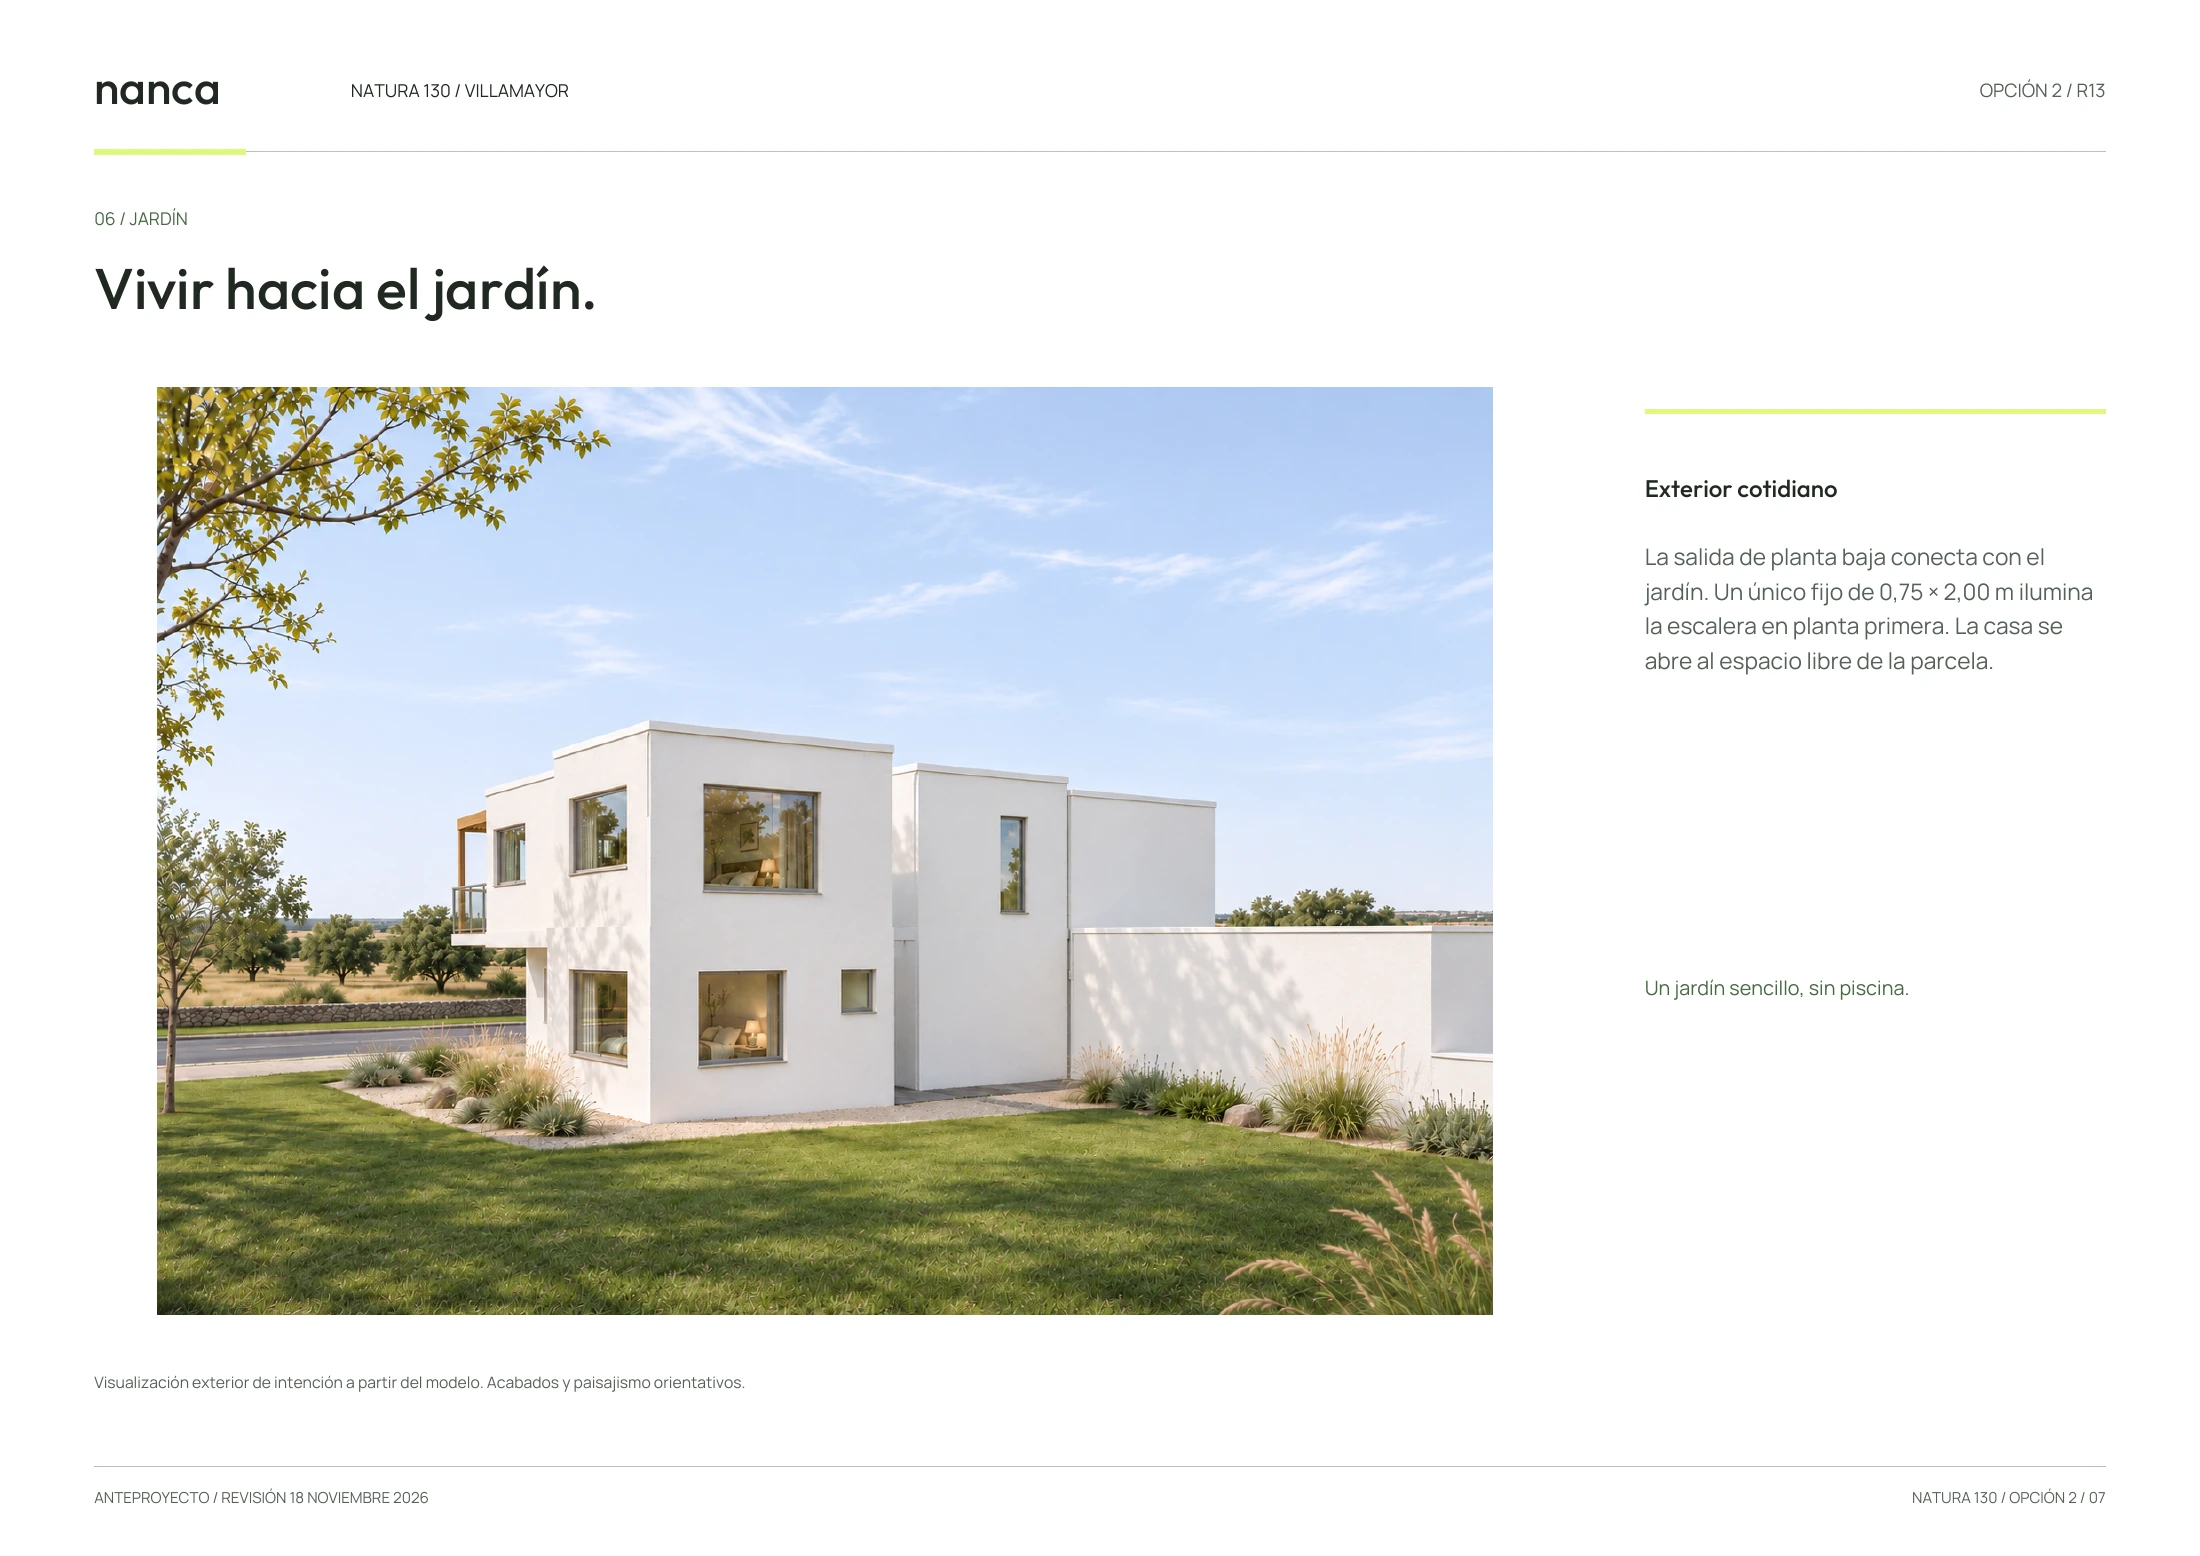 nanca
NATURA 130 / VILLAMAYOR
OPCIÓN 2 / R13
06 / JARDÍN
Vivir hacia el jardín.
Exterior cotidiano
La salida de planta baja conecta con el
jardín. Un único fijo de 0,75 × 2,00 m ilumina
la escalera en planta primera. La casa se
abre al espacio libre de la parcela.
Un jardín sencillo, sin piscina.
Visualización exterior de intención a partir del modelo. Acabados y paisajismo orientativos.
ANTEPROYECTO / REVISIÓN 18 NOVIEMBRE 2026
NATURA 130 / OPCIÓN 2 / 07